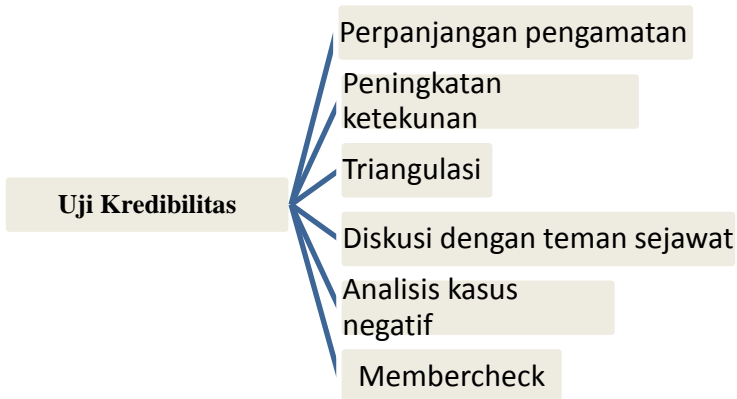 Perpanjangan pengamatan
Peningkatan
ketekunan
Triangulasi
Uji Kredibilitas
Diskusi dengan teman sejawat
Analisis kasus
negatif
Membercheck